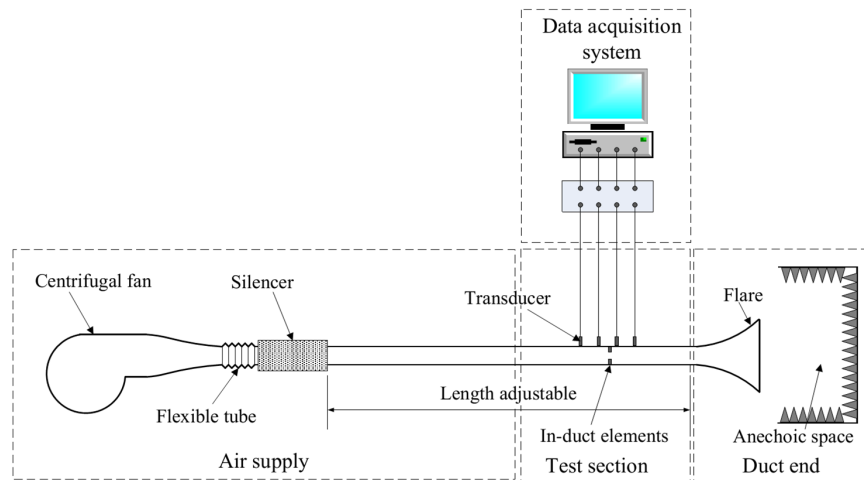 Data acquisition
system
Centrifugal fan
Silencer
Transducer
Flare
Length adjustable
Flexible tube
In-duct elements
Anechoic space
Air supply
Test section
Duct end